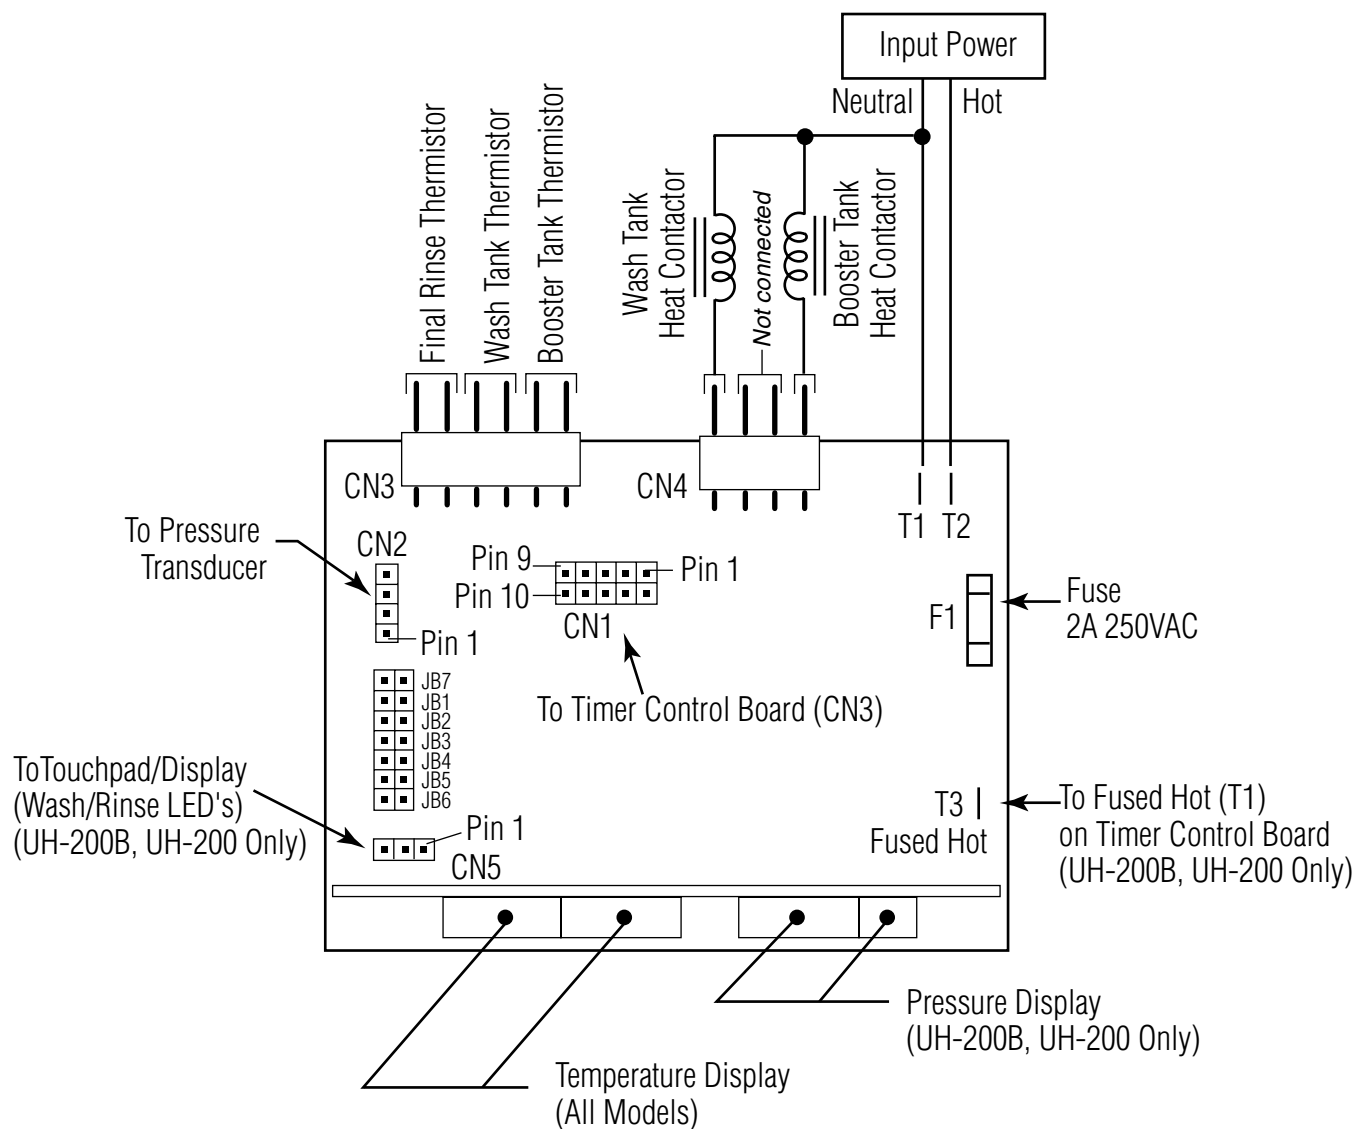 Input Power
Neutral
Hot
Final Rinse Thermistor
Wash Tank Thermistor
Booster Tank Thermistor
Wash Tank
Heat Contactor
Not connected
Booster Tank
Heat Contactor
CN3
CN4
T1
T2
To Pressure
Transducer
CN2
Pin 1
Pin 9
Pin 10
Pin 1
CN1
To Timer Control Board (CN3)
F1
Fuse
2A 250VAC
JB7
JB1
JB2
JB3
JB4
JB5
JB6
ToTouchpad/Display
(Wash/Rinse LED's)
(UH-200B, UH-200 Only)
Pin 1
CN5
T3
Fused Hot
To Fused Hot (T1)
on Timer Control Board
(UH-200B, UH-200 Only)
Pressure Display
(UH-200B, UH-200 Only)
Temperature Display
(All Models)